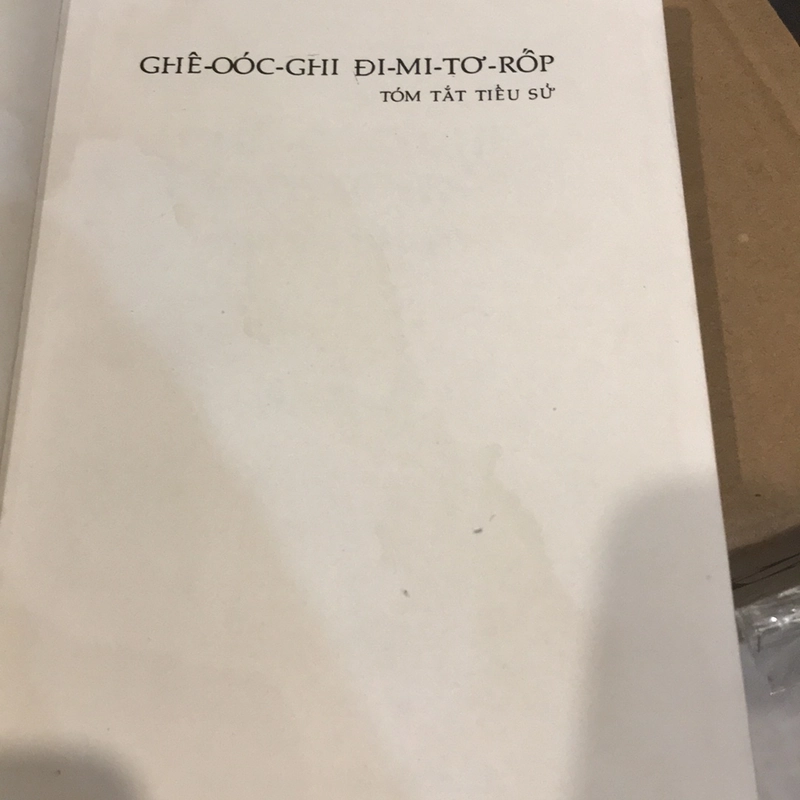 GHÊ-OÓC-GHI ĐI-MI-TƠ-RỐP
TÓM TẮT TIỂU SỬ